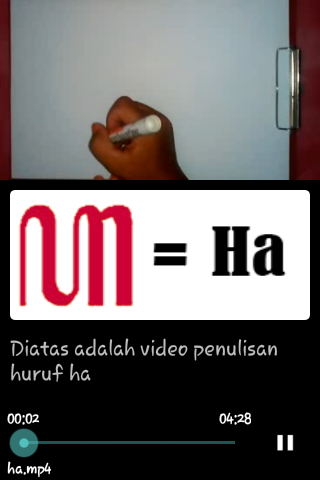 ꦲ = Ha
Diatas adalah video penulisan
huruf ha
00:02 04:28
ha.mp4